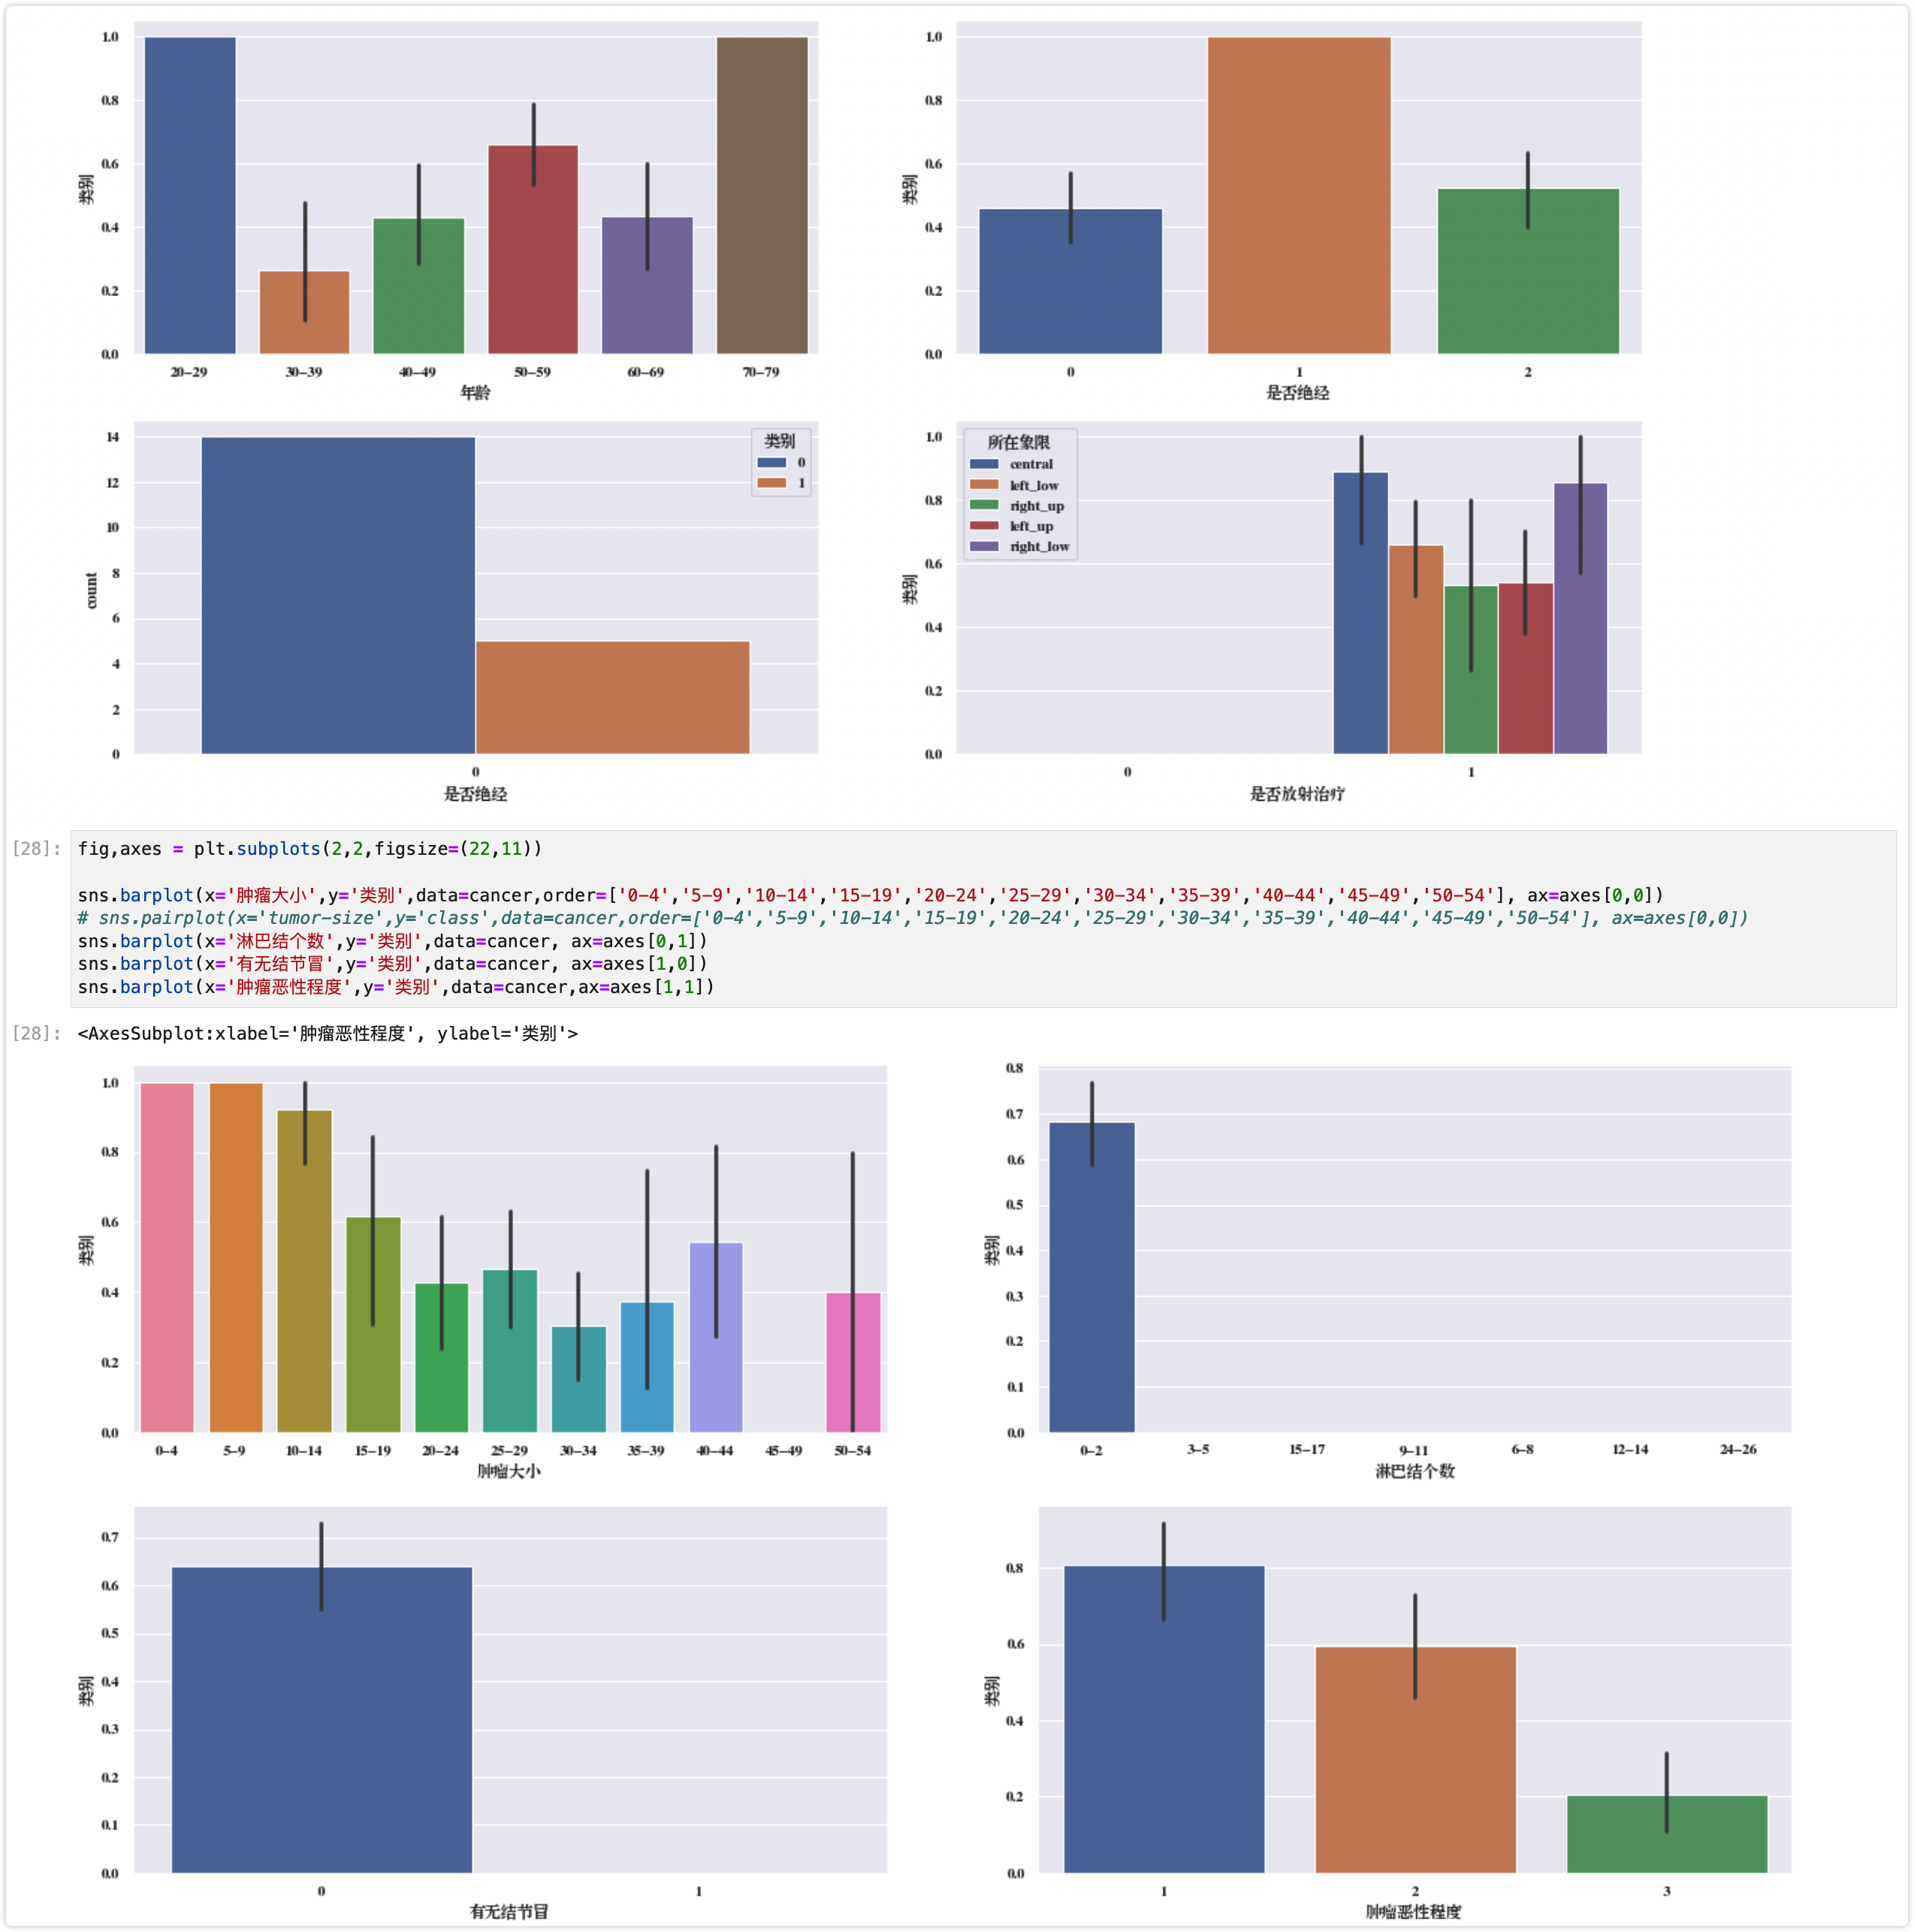 1.0
0.8
0.6
0.4
0.2
0.0
类别
20-29 30-39 40-49 50-59 60-69 70-79
年龄
1.0
0.8
0.6
0.4
0.2
0.0
类别
0 1 2
是否绝经
14
12
10
8
6
4
2
0
count
类别
0
1
0
是否绝经
1.0
0.8
0.6
0.4
0.2
0.0
类别
所在象限
central
left_low
right_up
left_up
right_low
0 1
是否放射治疗
[28]: fig,axes = plt.subplots(2,2,figsize=(22,11))
sns.barplot(x='肿瘤大小',y='类别',data=cancer,order=['0-4','5-9','10-14','15-19','20-24','25-29','30-34','35-39','40-44','45-49','50-54'], ax=axes[0,0])
# sns.pairplot(x='tumor-size',y='class',data=cancer,order=['0-4','5-9','10-14','15-19','20-24','25-29','30-34','35-39','40-44','45-49','50-54'], ax=axes[0,0])
sns.barplot(x='淋巴结个数',y='类别',data=cancer, ax=axes[0,1])
sns.barplot(x='有无结节冒',y='类别',data=cancer, ax=axes[1,0])
sns.barplot(x='肿瘤恶性程度',y='类别',data=cancer,ax=axes[1,1])
[28]: <AxesSubplot:xlabel='肿瘤恶性程度', ylabel='类别'>
1.0
0.8
0.6
0.4
0.2
0.0
类别
0-4 5-9 10-14 15-19 20-24 25-29 30-34 35-39 40-44 45-49 50-54
肿瘤大小
0.8
0.7
0.6
0.5
0.4
0.3
0.2
0.1
0.0
类别
0-2 3-5 15-17 9-11 6-8 12-14 24-26
淋巴结个数
0.7
0.6
0.5
0.4
0.3
0.2
0.1
0.0
类别
0 1
有无结节冒
0.8
0.6
0.4
0.2
0.0
类别
1 2 3
肿瘤恶性程度